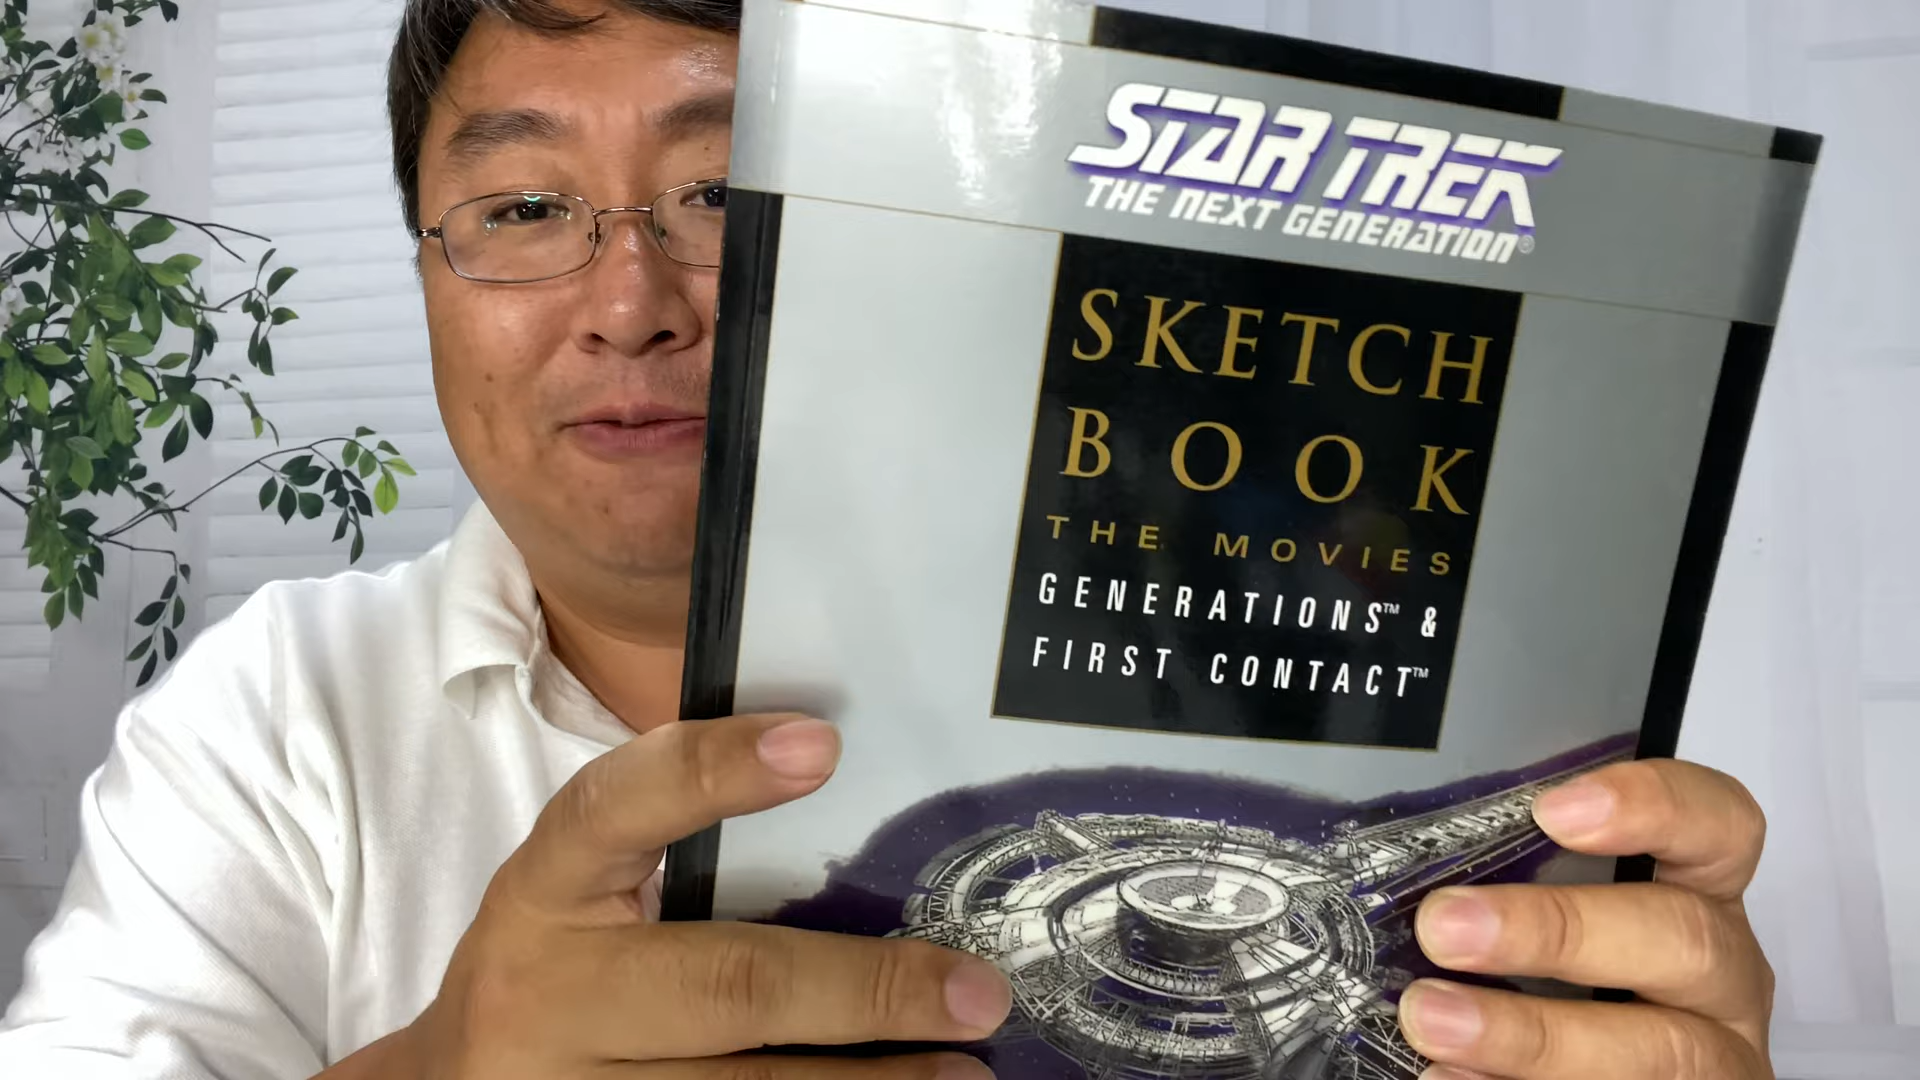 STAR TREK
THE NEXT GENERATION®
SKETCH
BOOK
THE MOVIES
GENERATIONS™ &
FIRST CONTACT™